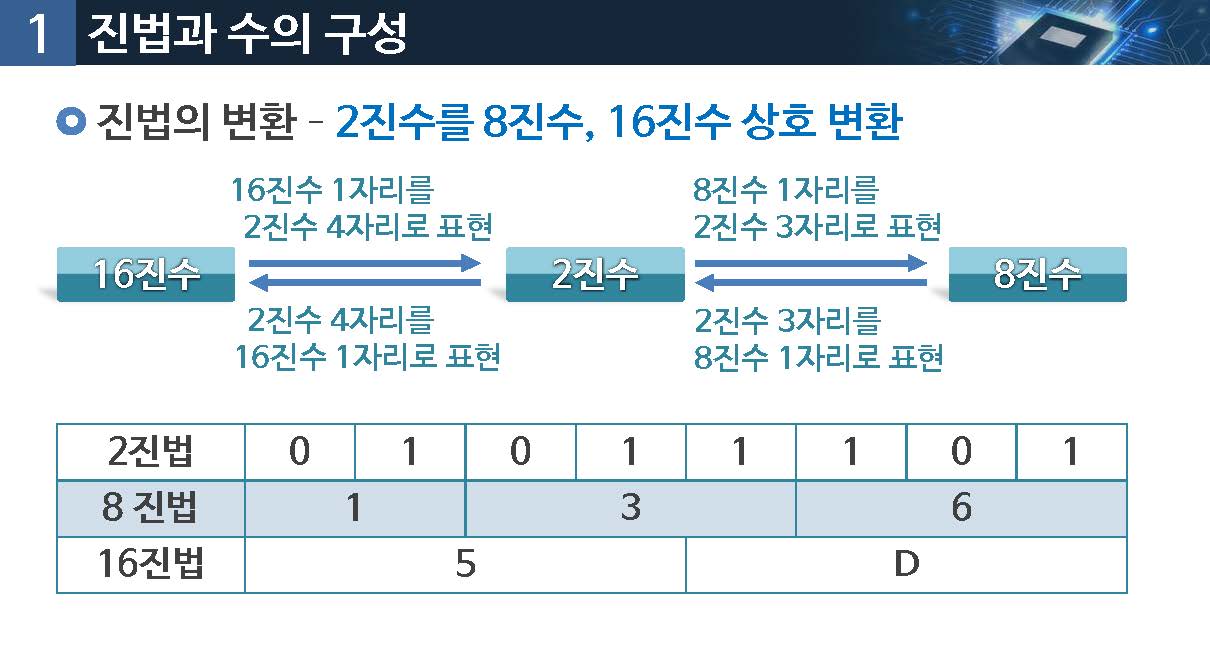 1 진법과 수의 구성
진법의 변환 - 2진수를 8진수, 16진수 상호 변환
16진수 1자리를
2진수 4자리로 표현
8진수 1자리를
2진수 3자리로 표현
16진수 2진수 8진수
2진수 4자리를
16진수 1자리로 표현
2진수 3자리를
8진수 1자리로 표현
2진법 0 1 0 1 1 1 0 1
8 진법 1 3 6
16진법 5 D